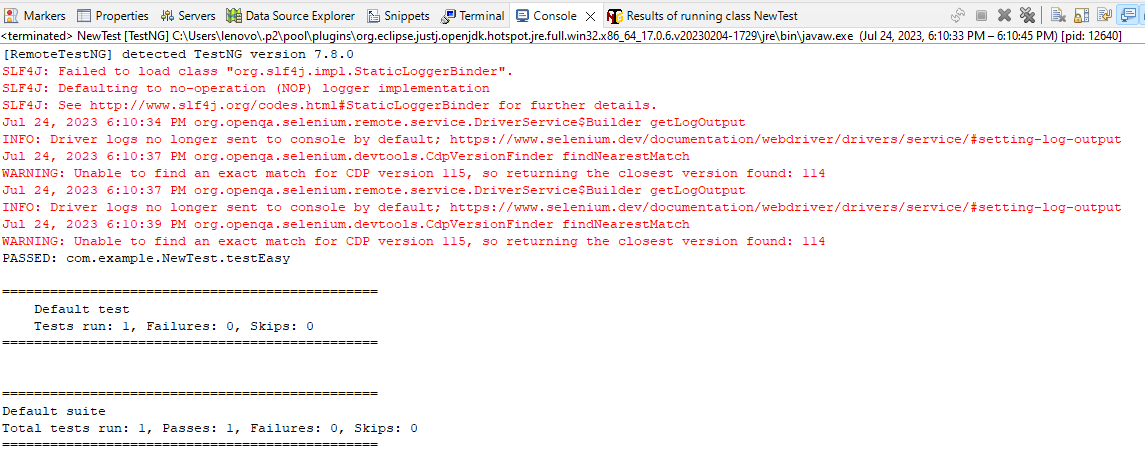 Markers Properties Servers Data Source Explorer Snippets Terminal Console Results of running class NewTest
<terminated> NewTest [TestNG] C:\Users\lenovo\.p2\pool\plugins\org.eclipse.justj.openjdk.hotspot.jre.full.win32.x86_64_17.0.6.v20230204-1729\jre\bin\javaw.exe (Jul 24, 2023, 6:10:33 PM – 6:10:45 PM) [pid: 12640]
[RemoteTestNG] detected TestNG version 7.8.0
SLF4J: Failed to load class "org.slf4j.impl.StaticLoggerBinder".
SLF4J: Defaulting to no-operation (NOP) logger implementation
SLF4J: See http://www.slf4j.org/codes.html#StaticLoggerBinder for further details.
Jul 24, 2023 6:10:34 PM org.openqa.selenium.remote.service.DriverService$Builder getLogOutput
INFO: Driver logs no longer sent to console by default; https://www.selenium.dev/documentation/webdriver/drivers/service/#setting-log-output
Jul 24, 2023 6:10:37 PM org.openqa.selenium.devtools.CdpVersionFinder findNearestMatch
WARNING: Unable to find an exact match for CDP version 115, so returning the closest version found: 114
Jul 24, 2023 6:10:37 PM org.openqa.selenium.remote.service.DriverService$Builder getLogOutput
INFO: Driver logs no longer sent to console by default; https://www.selenium.dev/documentation/webdriver/drivers/service/#setting-log-output
Jul 24, 2023 6:10:39 PM org.openqa.selenium.devtools.CdpVersionFinder findNearestMatch
WARNING: Unable to find an exact match for CDP version 115, so returning the closest version found: 114
PASSED: com.example.NewTest.testEasy
===============================================
Default test
Tests run: 1, Failures: 0, Skips: 0
===============================================
===============================================
Default suite
Total tests run: 1, Passes: 1, Failures: 0, Skips: 0
===============================================